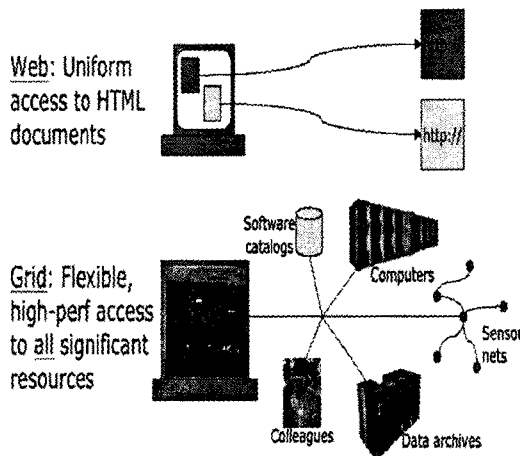 Web: Uniform
access to HTML
documents
http://
Software
catalogs
Computers
Grid: Flexible,
high-perf access
to all significant
resources
Sensor
nets
Colleagues
Data archives